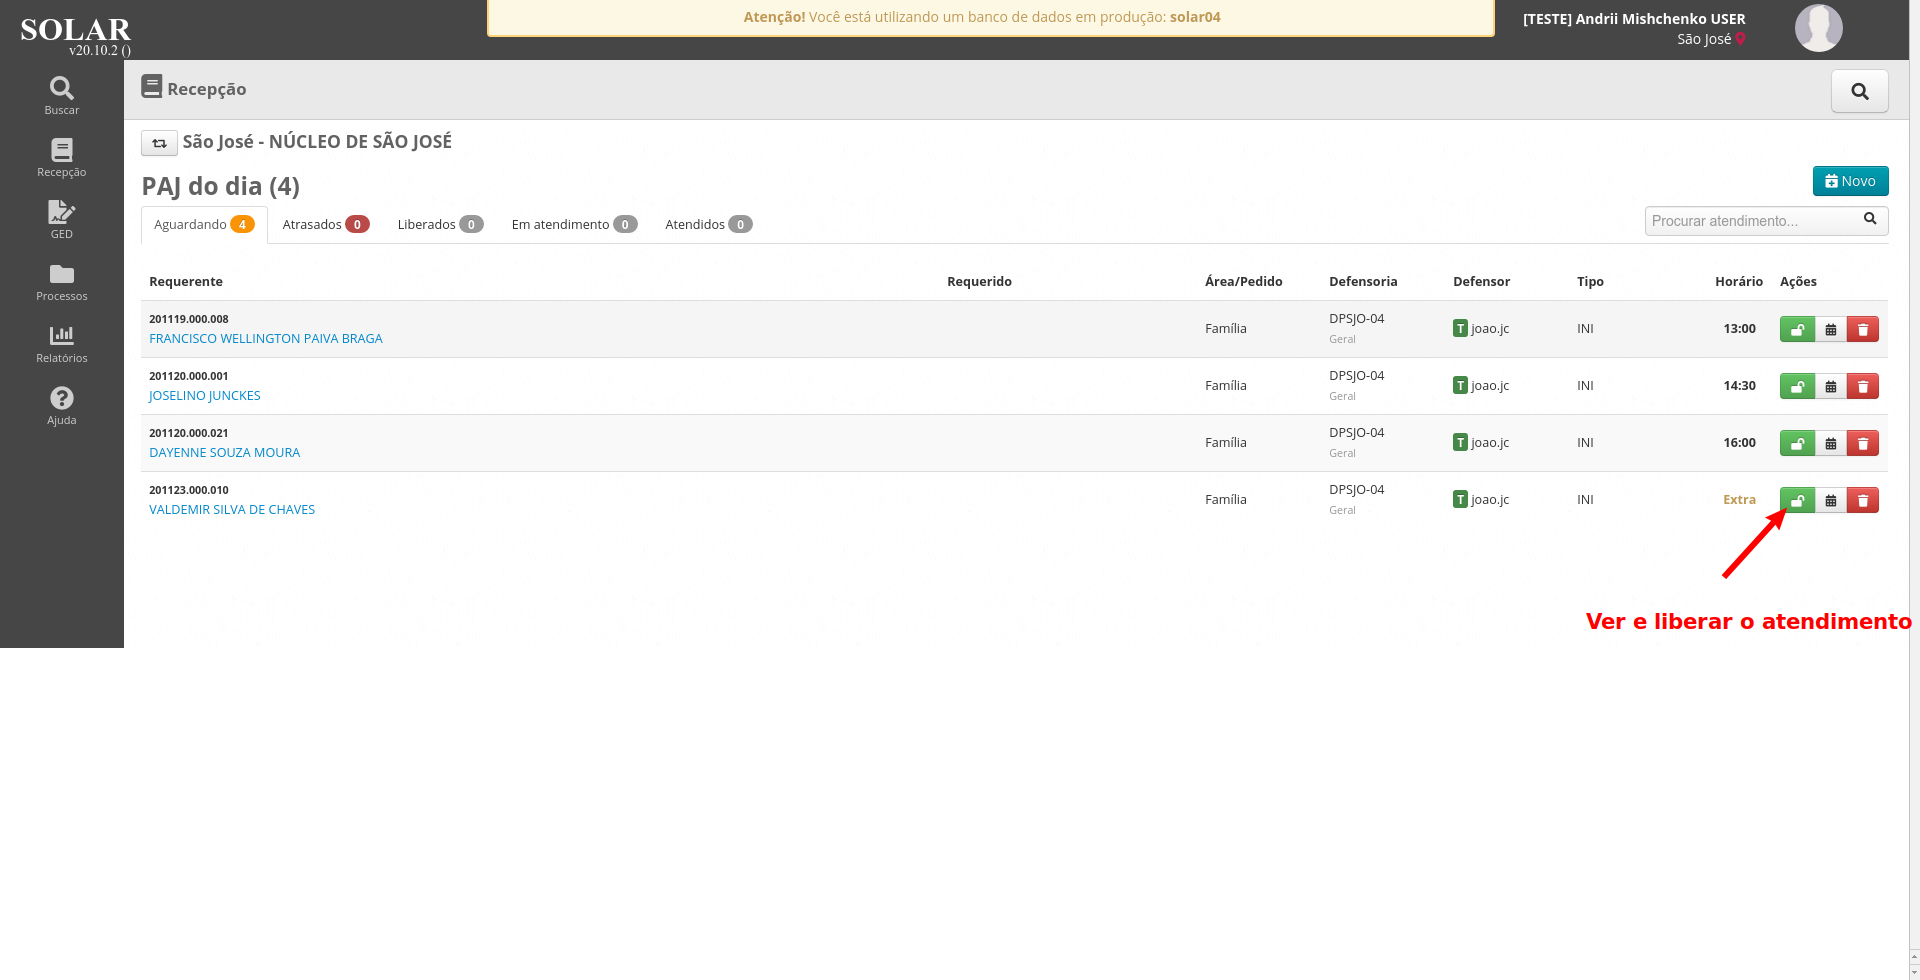 SOLAR
v20.10.2 ()
Atenção! Você está utilizando um banco de dados em produção: solar04
[TESTE] Andrii Mishchenko USER
São José
Buscar
Recepção
GED
Processos
Relatórios
Ajuda
Recepção
São José - NÚCLEO DE SÃO JOSÉ
PAJ do dia (4)
Novo
Aguardando 4 Atrasados 0 Liberados 0 Em atendimento 0 Atendidos 0
Procurar atendimento...
Requerente Requerido Área/Pedido Defensoria Defensor Tipo Horário Ações
201119.000.008
FRANCISCO WELLINGTON PAIVA BRAGA
Família
DPSJO-04
Geral
T joao.jc
INI
13:00
201120.000.001
JOSELINO JUNCKES
Família
DPSJO-04
Geral
T joao.jc
INI
14:30
201120.000.021
DAYENNE SOUZA MOURA
Família
DPSJO-04
Geral
T joao.jc
INI
16:00
201123.000.010
VALDEMIR SILVA DE CHAVES
Família
DPSJO-04
Geral
T joao.jc
INI
Extra
Ver e liberar o atendimento